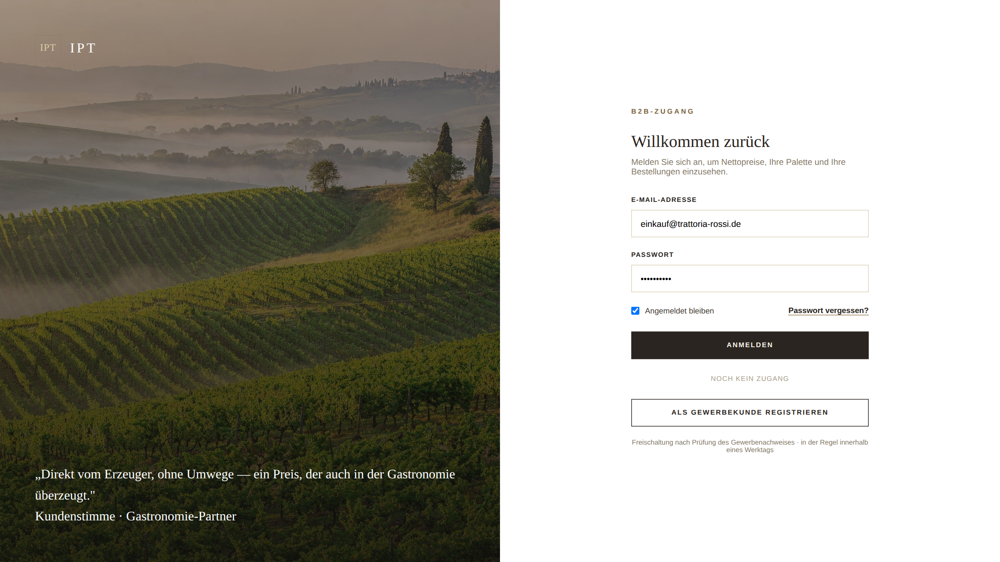 IPT
IPT
„Direkt vom Erzeuger, ohne Umwege — ein Preis, der auch in der Gastronomie
überzeugt."
Kundenstimme · Gastronomie-Partner
B2B-ZUGANG
Willkommen zurück
Melden Sie sich an, um Nettopreise, Ihre Palette und Ihre
Bestellungen einzusehen.
E-MAIL-ADRESSE
einkauf@trattoria-rossi.de
PASSWORT
••••••••••
Angemeldet bleiben
Passwort vergessen?
ANMELDEN
NOCH KEIN ZUGANG
ALS GEWERBEKUNDE REGISTRIEREN
Freischaltung nach Prüfung des Gewerbenachweises · in der Regel innerhalb
eines Werktags